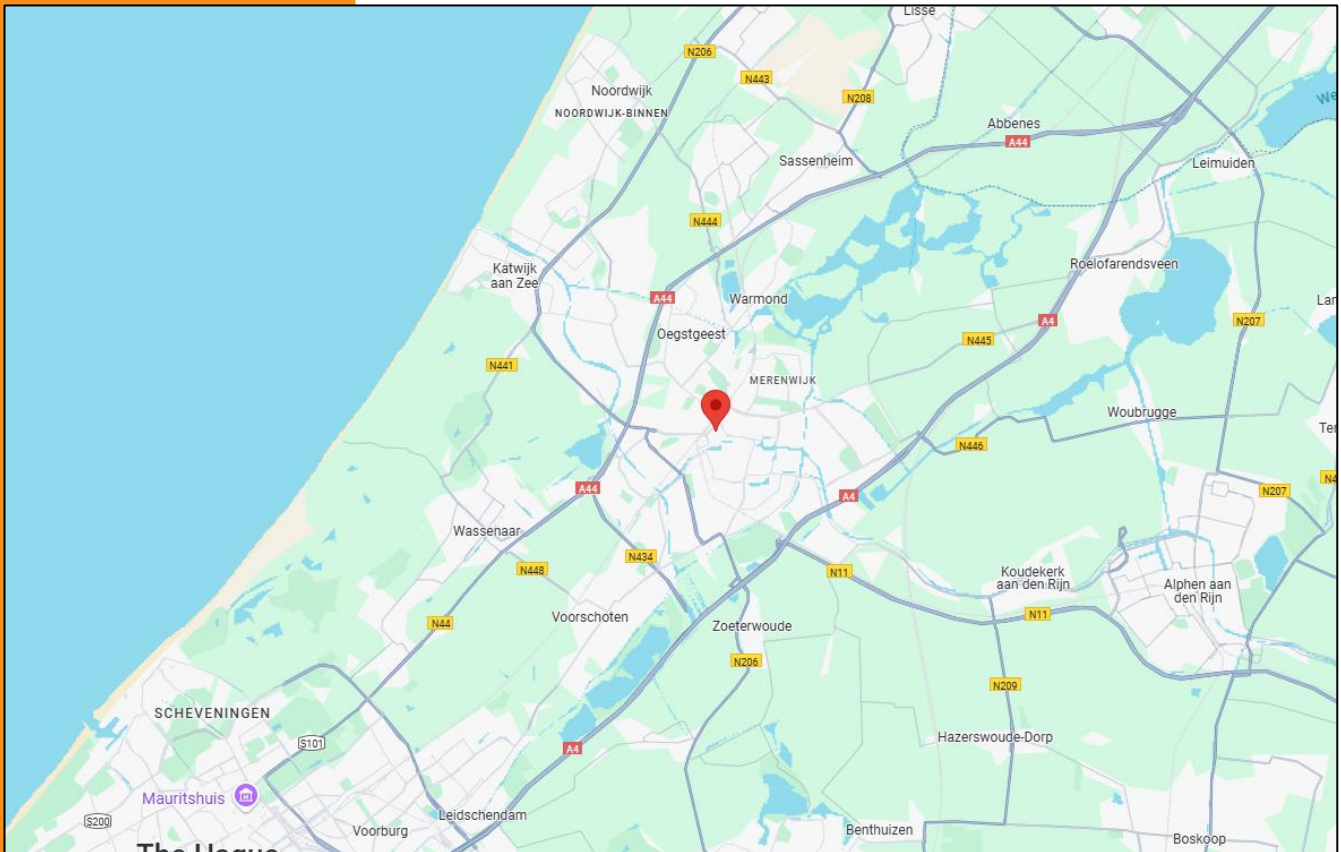 Lisse
N206
N443
Noordwijk
NOORDWIJK-BINNEN
N208
Abbenes
A44
Sassenheim
Leimuiden
N444
Katwijk
aan Zee
Roelofarendsveen
A44
Warmond
A4
N207
Oegstgeest
N445
N441
MERENWIJK
Woubrugge
N446
A44
A4
N207
Wassenaar
N434
N448
N11
Koudekerk
aan den Rijn
Alphen aan
den Rijn
Voorschoten
N44
Zoeterwoude
N11
N206
N209
SCHEVENINGEN
S101
A4
Hazerswoude-Dorp
Mauritshuis
S200
Leidschendam
Voorburg
Benthuizen
Boskoop
The Hague